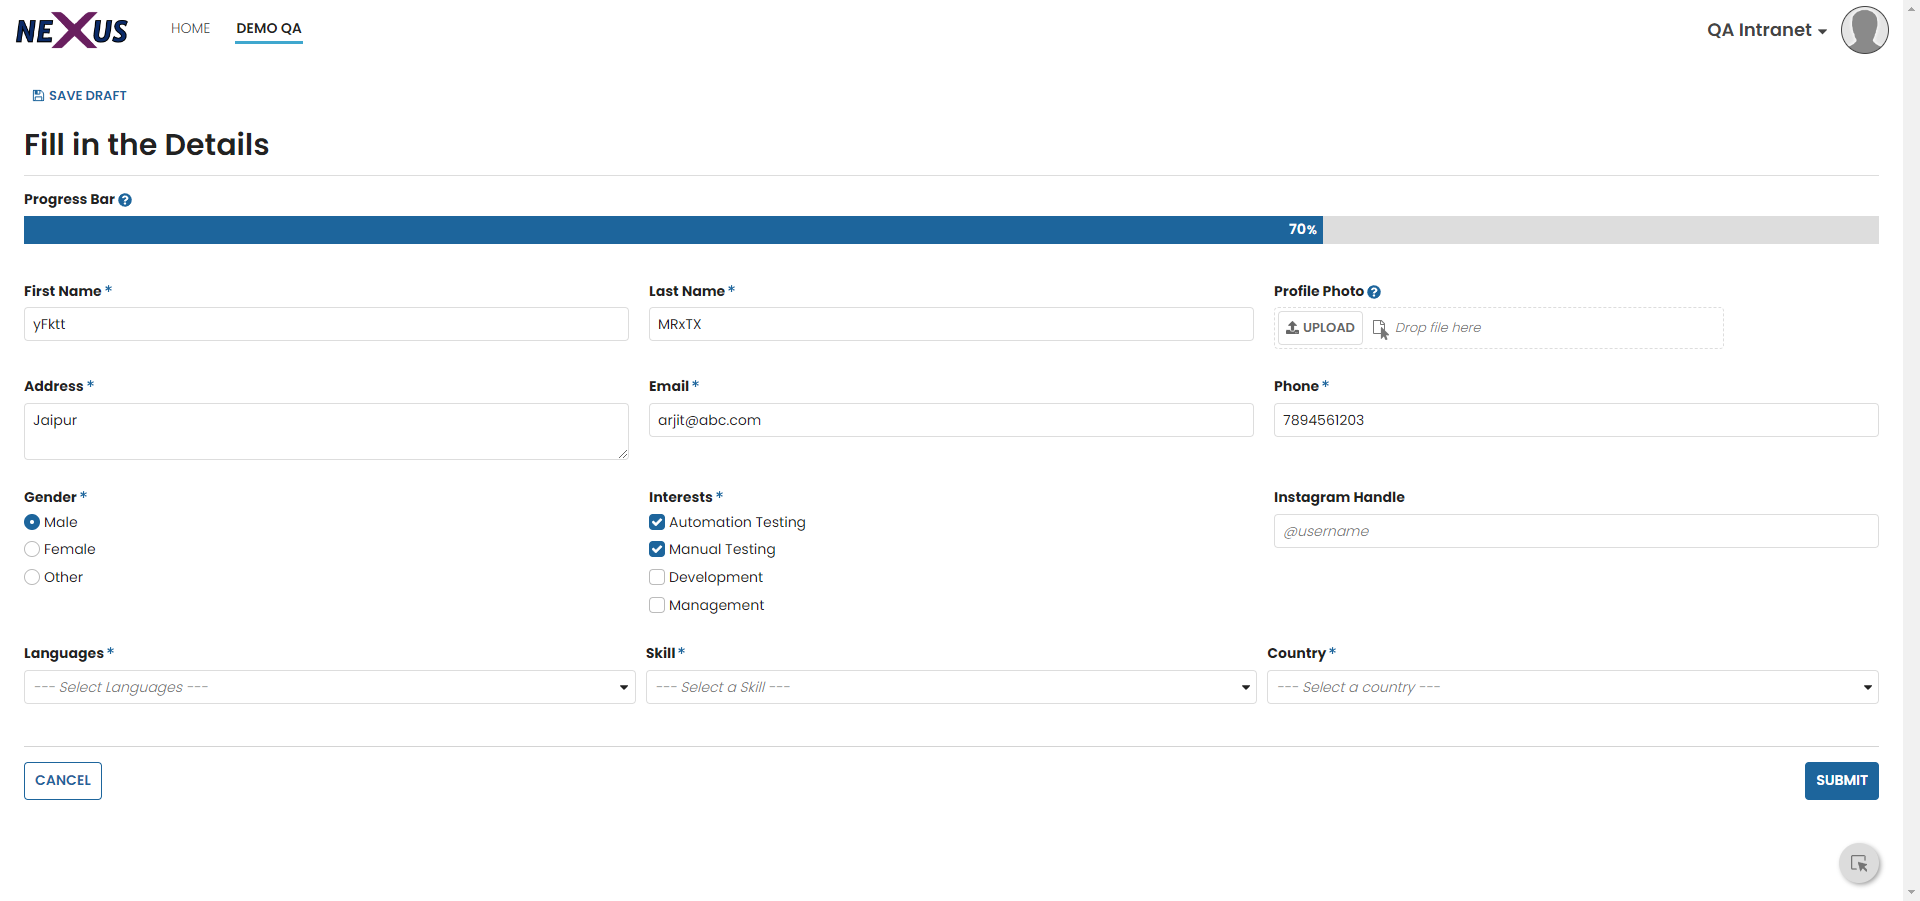 NEXUS HOME DEMO QA QA Intranet
SAVE DRAFT
Fill in the Details
Progress Bar ?
70%
First Name * Last Name * Profile Photo ?
yFktt MRxTX UPLOAD Drop file here
Address * Email * Phone *
Jaipur arjit@abc.com 7894561203
Gender * Interests * Instagram Handle
Male Automation Testing @username
Female Manual Testing
Other Development
Management
Languages * Skill * Country *
--- Select Languages --- --- Select a Skill --- --- Select a country ---
CANCEL SUBMIT